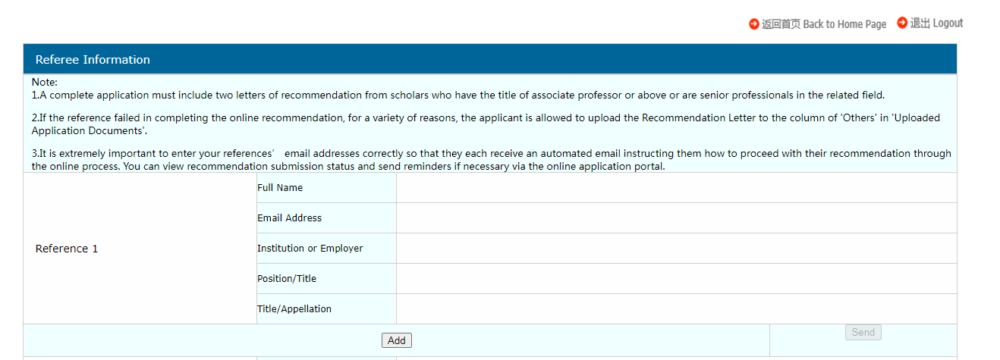 返回首页 Back to Home Page 退出 Logout
Referee Information
Note:
1.A complete application must include two letters of recommendation from scholars who have the title of associate professor or above or are senior professionals in the related field.
2.If the reference failed in completing the online recommendation, for a variety of reasons, the applicant is allowed to upload the Recommendation Letter to the column of 'Others' in 'Uploaded
Application Documents'.
3.It is extremely important to enter your references’ email addresses correctly so that they each receive an automated email instructing them how to proceed with their recommendation through
the online process. You can view recommendation submission status and send reminders if necessary via the online application portal.
Full Name
Email Address
Reference 1
Institution or Employer
Position/Title
Title/Appellation
Add
Send